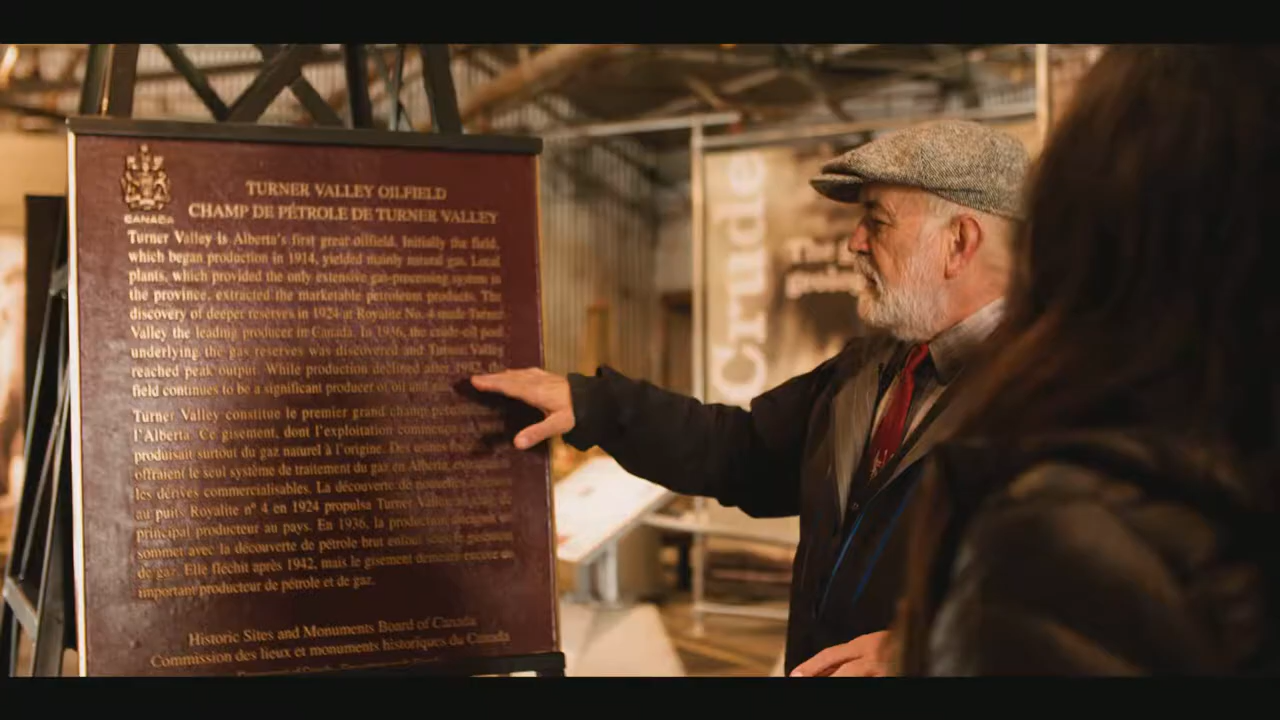 CANADA
TURNER VALLEY OILFIELD
CHAMP DE PÉTROLE DE TURNER VALLEY
Turner Valley is Alberta's first great oilfield. Initially the field,
which began production in 1914, yielded mainly natural gas. Local
plants, which provided the only extensive gas-processing system in
the province, extracted the marketable petroleum products. The
discovery of deeper reserves in 1924 at Royalite No. 4 made Turner
Valley the leading producer in Canada. In 1936, the crude-oil pool
underlying the gas reserves was discovered and Turner Valley
reached peak output. While production declined after 1942, the
field continues to be a significant producer of oil and
Turner Valley constitue le premier grand champ
l'Alberta. Ce gisement, dont l'exploitation commença
produisait surtout du gaz naturel à l'origine. Des usines
offraient le seul système de traitement du gaz en Alberta,
les dérivés commercialisables. La découverte de nouvelles
au puits Royalite nº 4 en 1924 propulsa Turner Valley
principal producteur au pays. En 1936, la production
sommet avec la découverte de pétrole brut enfoui sous le gisement
de gaz. Elle fléchit après 1942, mais le gisement demeure encore un
important producteur de pétrole et de gaz.
Historic Sites and Monuments Board of Canada
Commission des lieux et monuments historiques du Canada
Crude